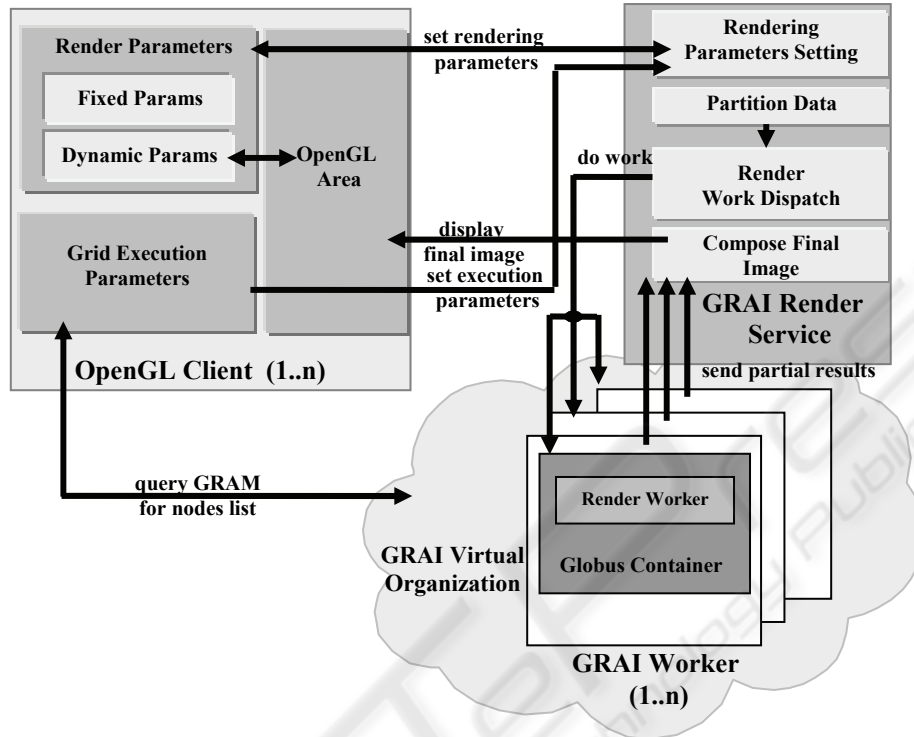 Render Parameters
Fixed Params
Dynamic Params
OpenGL
Area
Grid Execution
Parameters
OpenGL Client (1..n)
set rendering
parameters
do work
display
final image
set execution
parameters
Rendering
Parameters Setting
Partition Data
Render
Work Dispatch
Compose Final
Image
GRAI Render
Service
send partial results
query GRAM
for nodes list
GRAI Virtual
Organization
Render Worker
Globus Container
GRAI Worker
(1..n)